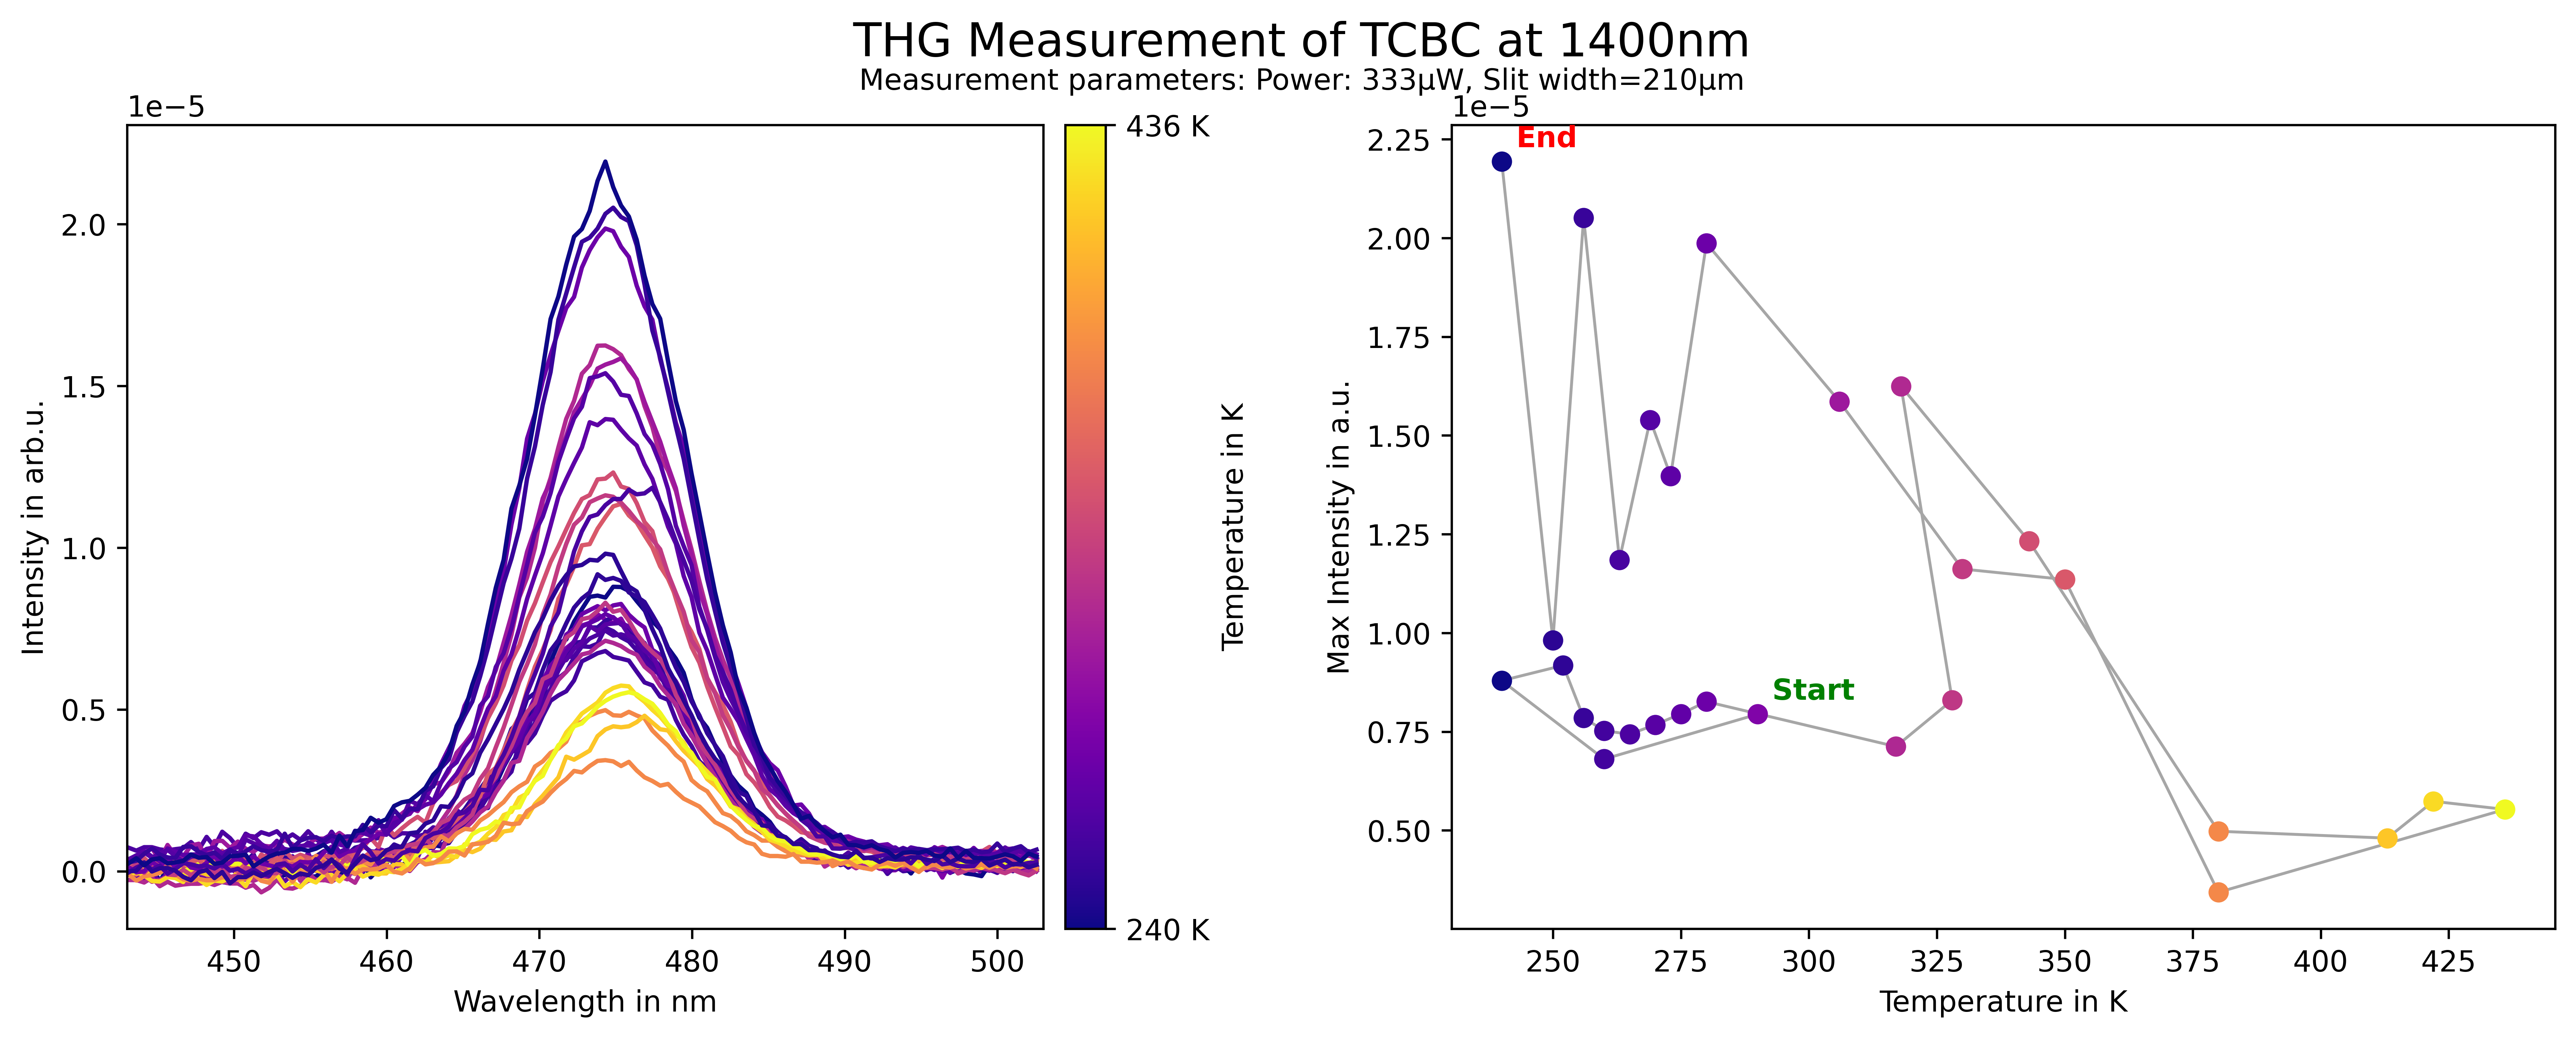 THG Measurement of TCBC at 1400nm
Measurement parameters: Power: 333μW, Slit width=210μm
1e−5
2.0
1.5
1.0
0.5
0.0
Intensity in arb.u.
450 460 470 480 490 500
Wavelength in nm
436 K
240 K
Temperature in K
1e−5
2.25
2.00
1.75
1.50
1.25
1.00
0.75
0.50
Max Intensity in a.u.
End
Start
250 275 300 325 350 375 400 425
Temperature in K